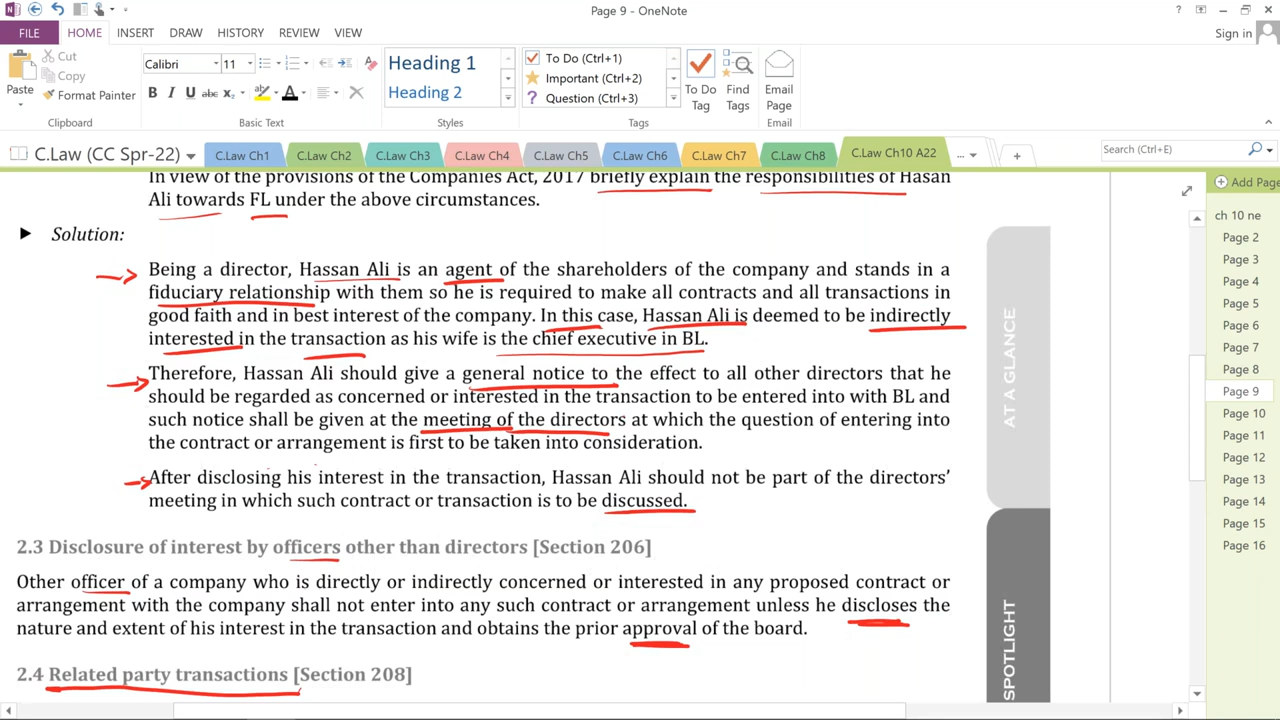 Page 9 - OneNote
?
FILE HOME INSERT DRAW HISTORY REVIEW VIEW
Sign in
Paste
Cut
Copy
Format Painter
Clipboard
Calibri 11
B I U abc X₂ A
Basic Text
Heading 1
Heading 2
Styles
To Do (Ctrl+1)
Important (Ctrl+2)
Question (Ctrl+3)
Tags
To Do Tag
Find Tags
Email Page
Email
C.Law (CC Spr-22)
C.Law Ch1 C.Law Ch2 C.Law Ch3 C.Law Ch4 C.Law Ch5 C.Law Ch6 C.Law Ch7 C.Law Ch8 C.Law Ch10 A22 ... +
Search (Ctrl+E)
In view of the provisions of the Companies Act, 2017 briefly explain the responsibilities of Hasan
Ali towards FL under the above circumstances.
Solution:
Being a director, Hassan Ali is an agent of the shareholders of the company and stands in a
fiduciary relationship with them so he is required to make all contracts and all transactions in
good faith and in best interest of the company. In this case, Hassan Ali is deemed to be indirectly
interested in the transaction as his wife is the chief executive in BL.
Therefore, Hassan Ali should give a general notice to the effect to all other directors that he
should be regarded as concerned or interested in the transaction to be entered into with BL and
such notice shall be given at the meeting of the directors at which the question of entering into
the contract or arrangement is first to be taken into consideration.
After disclosing his interest in the transaction, Hassan Ali should not be part of the directors’
meeting in which such contract or transaction is to be discussed.
2.3 Disclosure of interest by officers other than directors [Section 206]
Other officer of a company who is directly or indirectly concerned or interested in any proposed contract or
arrangement with the company shall not enter into any such contract or arrangement unless he discloses the
nature and extent of his interest in the transaction and obtains the prior approval of the board.
2.4 Related party transactions [Section 208]
AT A GLANCE
SPOTLIGHT
Add Page
ch 10 ne
Page 2
Page 3
Page 4
Page 5
Page 6
Page 7
Page 8
Page 9
Page 10
Page 11
Page 12
Page 13
Page 14
Page 15
Page 16